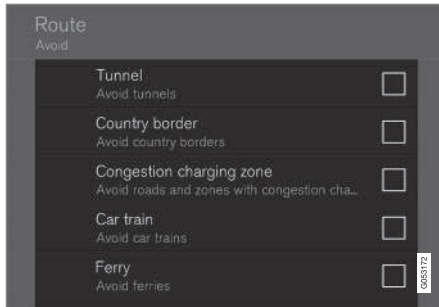 Route
Avoid
Tunnel
Avoid tunnels
Country border
Avoid country borders
Congestion charging zone
Avoid roads and zones with congestion cha...
Car train
Avoid car trains
Ferry
Avoid ferries
G053172